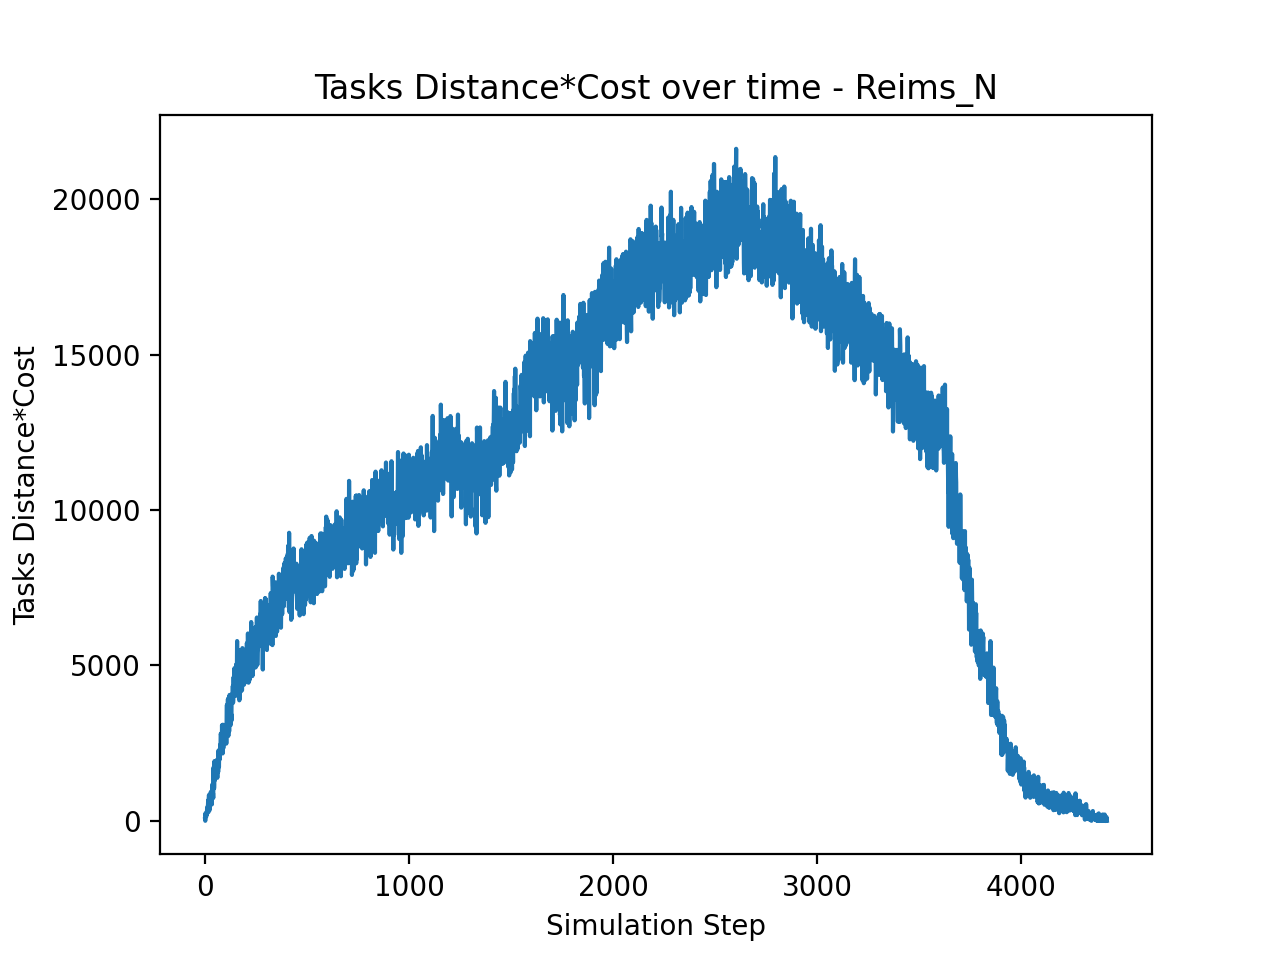 Tasks Distance*Cost over time - Reims_N
Tasks Distance*Cost
20000
15000
10000
5000
0
0 1000 2000 3000 4000
Simulation Step